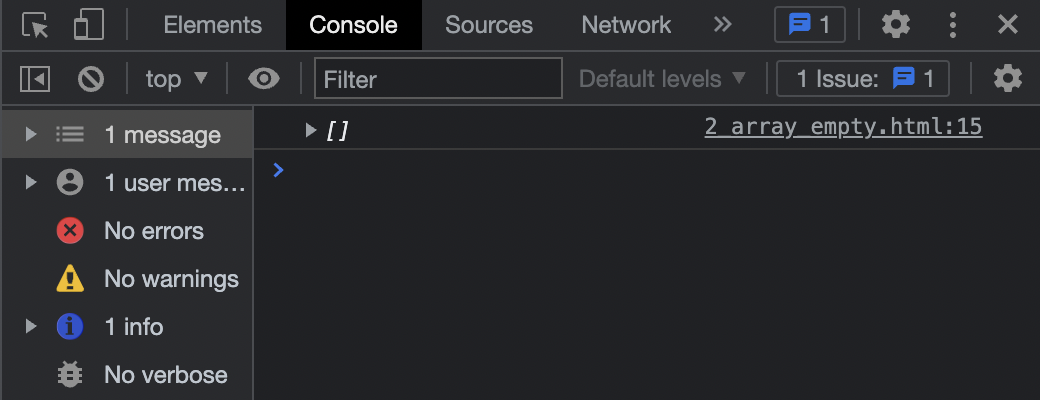 Elements Console Sources Network » 1
top Filter Default levels 1 Issue: 1
1 message
[] 2_array_empty.html:15
1 user mes…
No errors
No warnings
1 info
No verbose